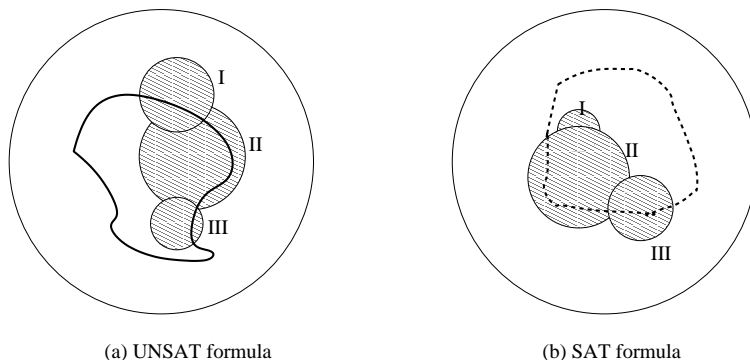 I
II
III
I
II
III
(a) UNSAT formula
(b) SAT formula